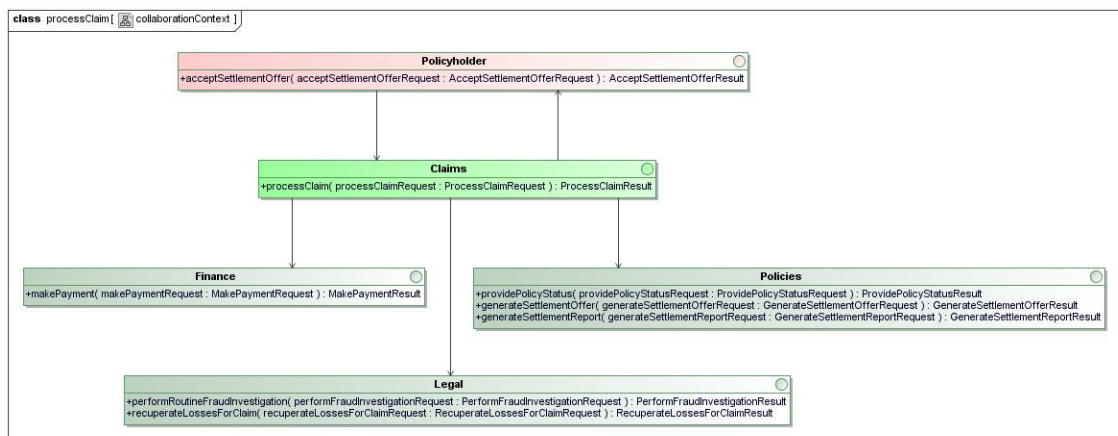 class processClaim[ collaborationContext ]
Policyholder
+acceptSettlementOffer( acceptSettlementOfferRequest : AcceptSettlementOfferRequest ) : AcceptSettlementOfferResult
Claims
+processClaim( processClaimRequest : ProcessClaimRequest ) : ProcessClaimResult
Finance
+makePayment( makePaymentRequest : MakePaymentRequest ) : MakePaymentResult
Policies
+providePolicyStatus( providePolicyStatusRequest : ProvidePolicyStatusRequest ) : ProvidePolicyStatusResult
+generateSettlementOffer( generateSettlementOfferRequest : GenerateSettlementOfferRequest ) : GenerateSettlementOfferResult
+generateSettlementReport( generateSettlementReportRequest : GenerateSettlementReportRequest ) : GenerateSettlementReportResult
Legal
+performRoutineFraudInvestigation( performFraudInvestigationRequest : PerformFraudInvestigationRequest ) : PerformFraudInvestigationResult
+recuperateLossesForClaim( recuperateLossesForClaimRequest : RecuperateLossesForClaimRequest ) : RecuperateLossesForClaimResult